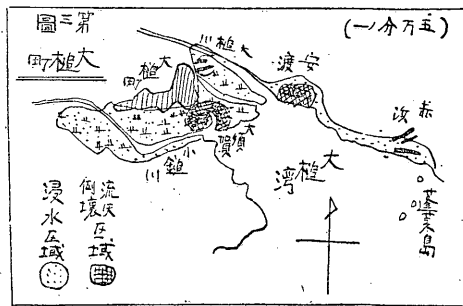 第三圖
大槌町
(五万分ノ一)
大槌川
安渡
大槌町
赤浜
大須賀
小鎚川
大槌湾
蓬莱島
流失倒壊区域
浸水区域